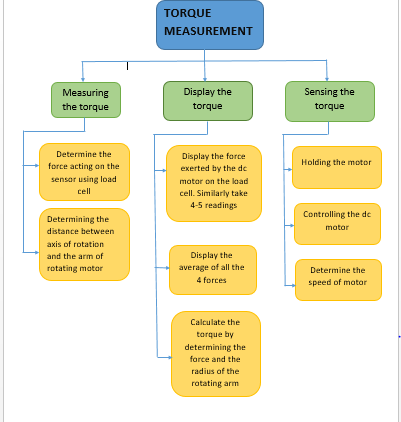 TORQUE
MEASUREMENT
Measuring
the torque
Display the
torque
Sensing the
torque
Determine the
force acting on the
sensor using load
cell
Determining the
distance between
axis of rotation
and the arm of
rotating motor
Display the force
exerted by the dc
motor on the load
cell. Similarly take
4-5 readings
Display the
average of all the
4 forces
Calculate the
torque by
determining the
force and the
radius of the
rotating arm
Holding the motor
Controlling the dc
motor
Determine the
speed of motor